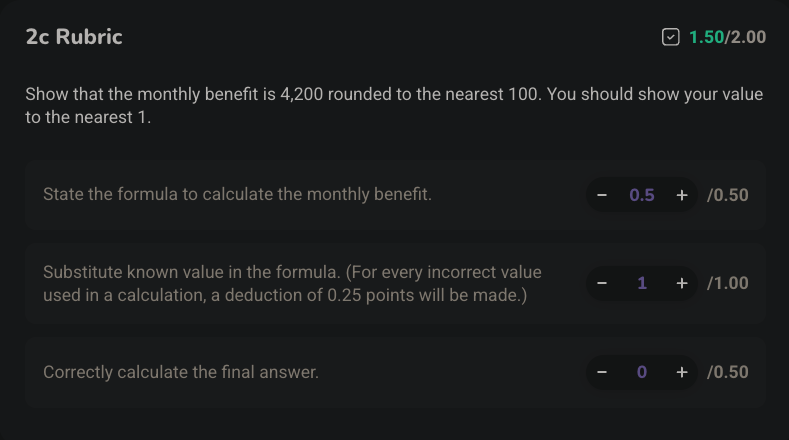 2c Rubric
1.50/2.00
Show that the monthly benefit is 4,200 rounded to the nearest 100. You should show your value
to the nearest 1.
State the formula to calculate the monthly benefit.
− 0.5 + /0.50
Substitute known value in the formula. (For every incorrect value
used in a calculation, a deduction of 0.25 points will be made.)
− 1 + /1.00
Correctly calculate the final answer.
− 0 + /0.50